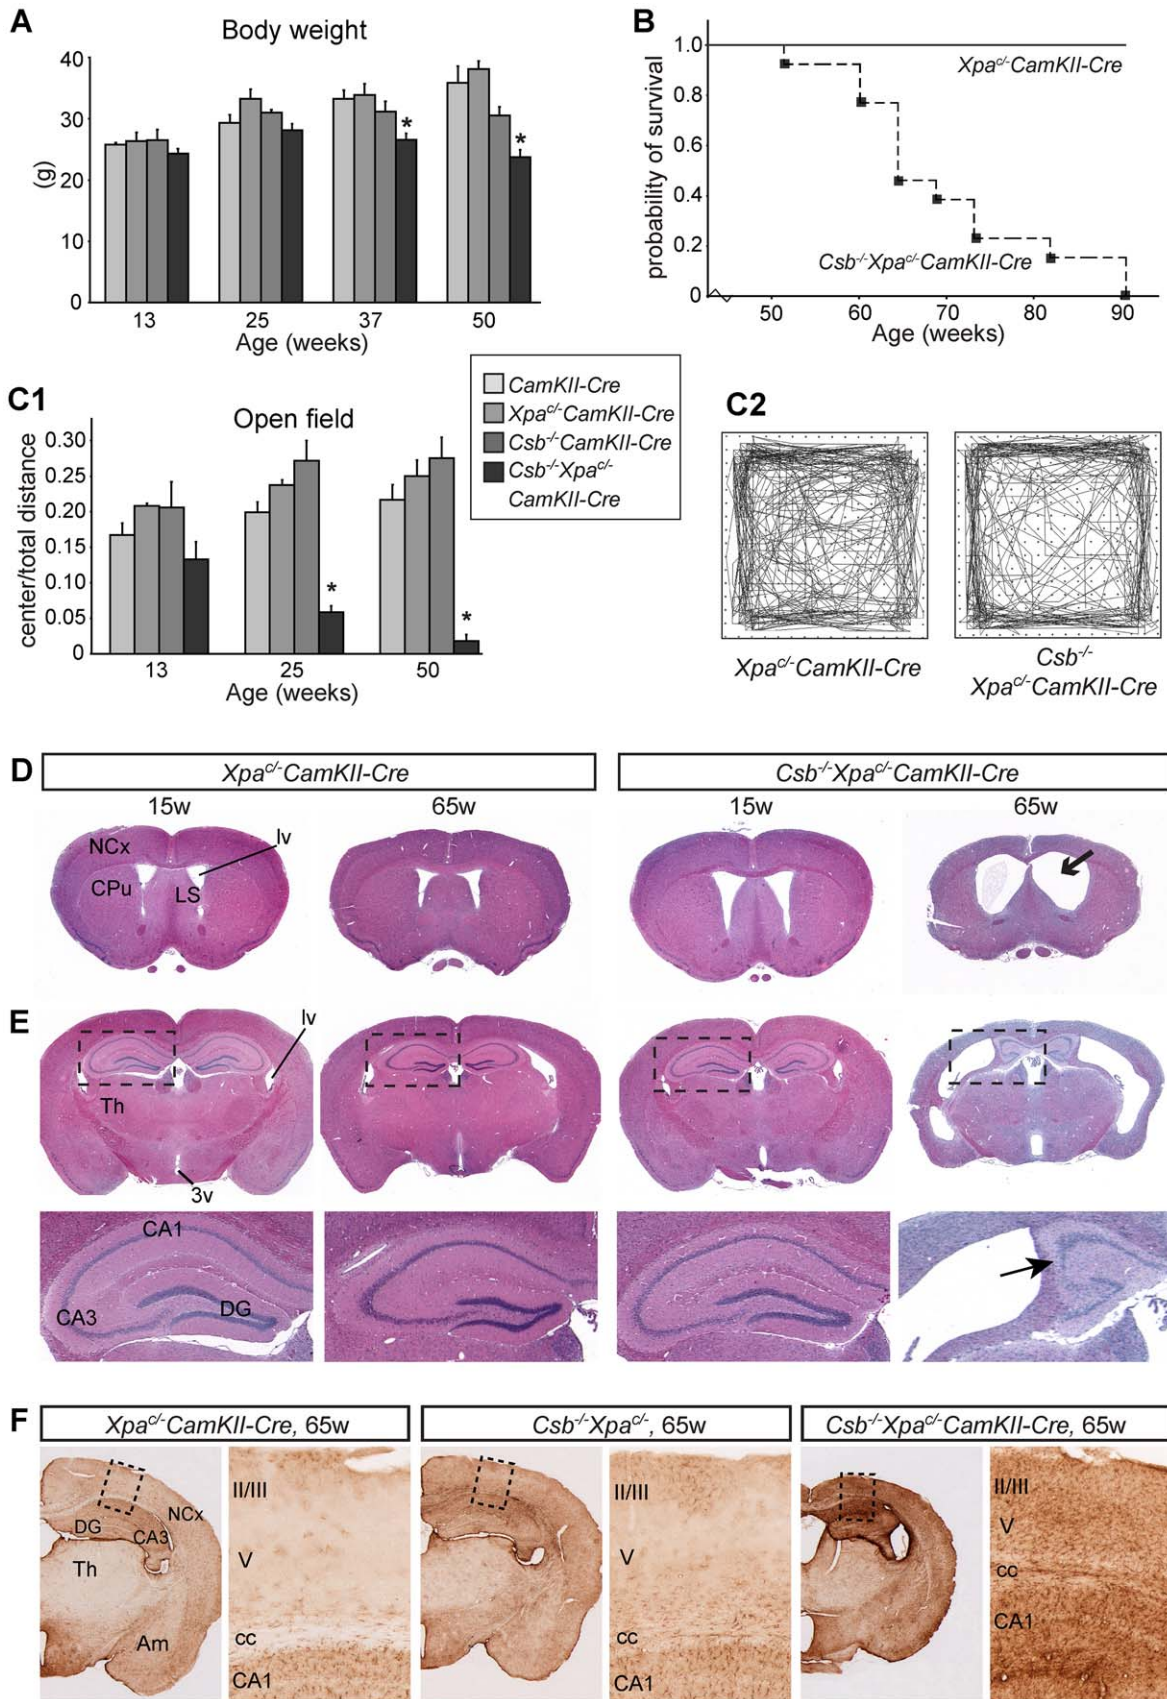 A
Body weight
40
30
20
10
0
(g)
*
*
13 25 37 50
Age (weeks)
B
1.0
0.8
0.6
0.4
0.2
0
probability of survival
Xpa^c/-CamKII-Cre
Csb^-/-Xpa^c/-CamKII-Cre
50 60 70 80 90
Age (weeks)
C1
Open field
0.30
0.25
0.20
0.15
0.10
0.05
0
center/total distance
*
*
13 25 50
Age (weeks)
CamKII-Cre
Xpa^c/-CamKII-Cre
Csb^-/-CamKII-Cre
Csb^-/-Xpa^c/-
CamKII-Cre
C2
Xpa^c/-CamKII-Cre
Csb^-/-
Xpa^c/-CamKII-Cre
D
Xpa^c/-CamKII-Cre
Csb^-/-Xpa^c/-CamKII-Cre
15w 65w 15w 65w
NCx
lv
CPu
LS
E
lv
Th
3v
CA1
CA3
DG
F
Xpa^c/-CamKII-Cre, 65w
Csb^-/-Xpa^c/-, 65w
Csb^-/-Xpa^c/-CamKII-Cre, 65w
NCx
DG
CA3
Th
Am
II/III
V
cc
CA1
II/III
V
cc
CA1
II/III
V
cc
CA1